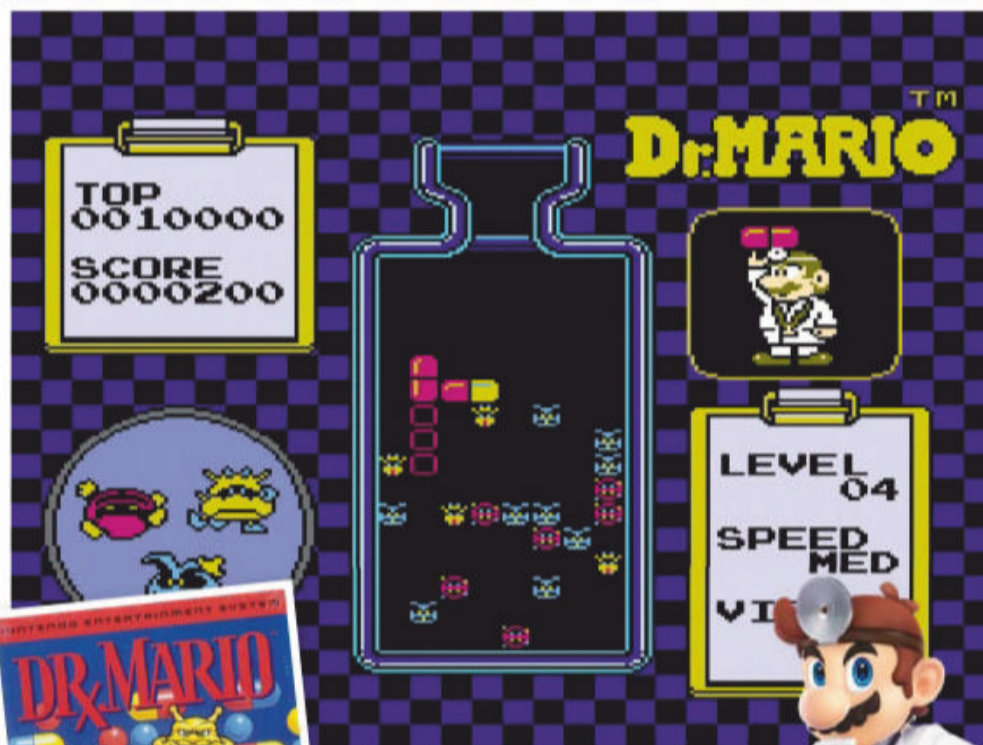 TM
Dr.MARIO
TOP
0010000
SCORE
0000200
LEVEL
04
SPEED
MED
VI
NINTENDO ENTERTAINMENT SYSTEM
DR. MARIO